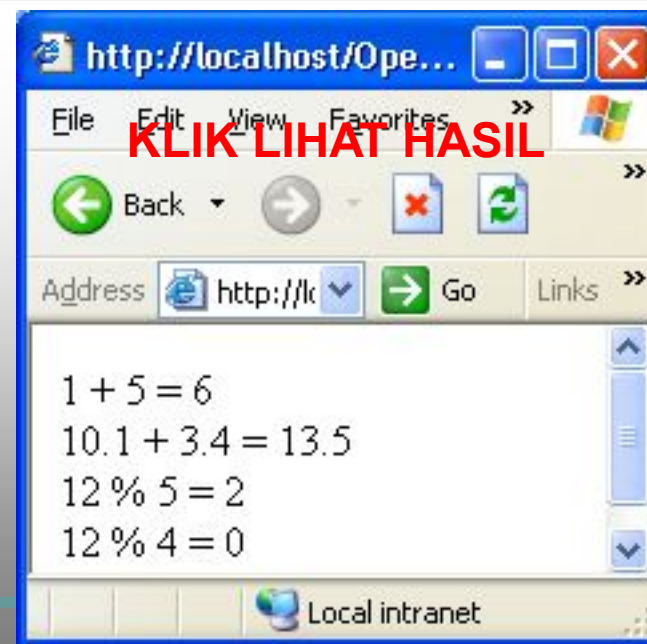 http://localhost/Ope...
File Edit View Favorites »
KLIK LIHAT HASIL
Back »
Address http://lo Go Links »
1 + 5 = 6
10.1 + 3.4 = 13.5
12 % 5 = 2
12 % 4 = 0
Local intranet